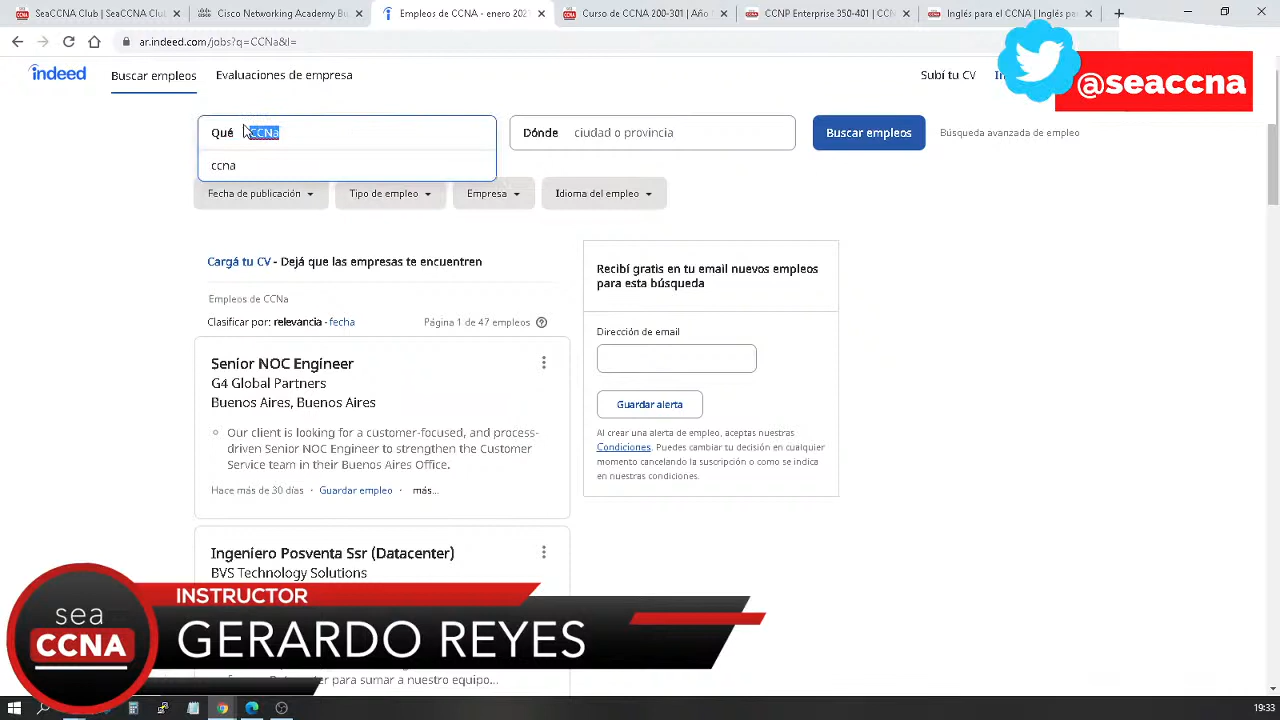 SEACCNA | SEACCNA Club
Cisco Networking Academy Bu
Empleos de CCNA - enero 2021
Curso de CCNA 200-301 | Año
CCNP Enterprise 350-401 | CC
Inglés para el CCNA | Inglés pe
ar.indeed.com/jobs?q=CCNa&l=
indeed
Buscar empleos
Evaluaciones de empresa
Subí tu CV
@seaccna
Qué CCNa
Dónde ciudad o provincia
Buscar empleos
Búsqueda avanzada de empleo
ccna
Fecha de publicación
Tipo de empleo
Empresa
Idioma del empleo
Cargá tu CV - Dejá que las empresas te encuentren
Empleos de CCNa
Clasificar por: relevancia - fecha
Página 1 de 47 empleos
Senior NOC Engineer
G4 Global Partners
Buenos Aires, Buenos Aires
Our client is looking for a customer-focused, and process-
driven Senior NOC Engineer to strengthen the Customer
Service team in their Buenos Aires Office.
Hace más de 30 días · Guardar empleo · más...
Recibí gratis en tu email nuevos empleos
para esta búsqueda
Dirección de email
Guardar alerta
Al crear una alerta de empleo, aceptas nuestras
Condiciones. Puedes cambiar tu decisión en cualquier
momento cancelando la suscripción o como se indica
en nuestras condiciones.
Ingeniero Posventa Ssr (Datacenter)
BVS Technology Solutions
INSTRUCTOR
GERARDO REYES
sea
CCNA
para sumar a nuestro equipo...
19:33